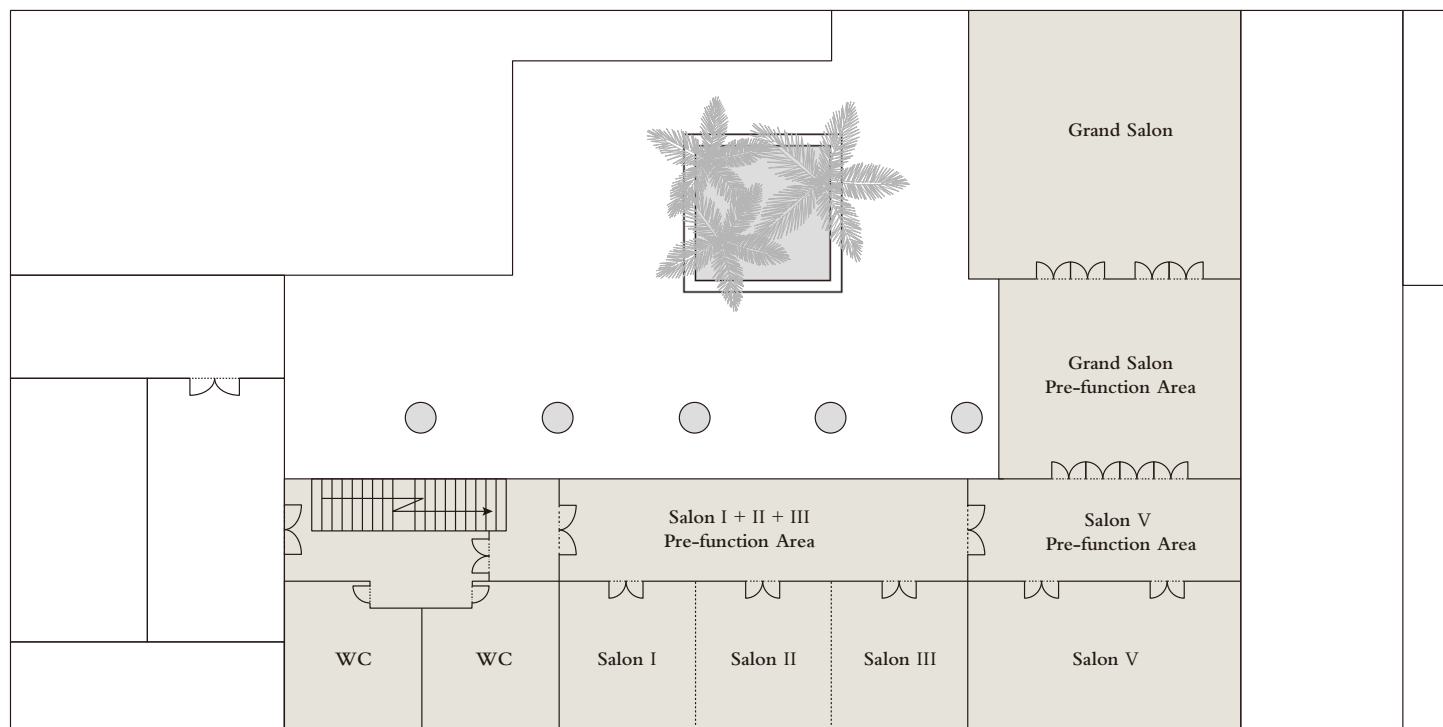 Grand Salon
Grand Salon
Pre-function Area
Salon I + II + III
Pre-function Area
Salon V
Pre-function Area
WC
WC
Salon I
Salon II
Salon III
Salon V